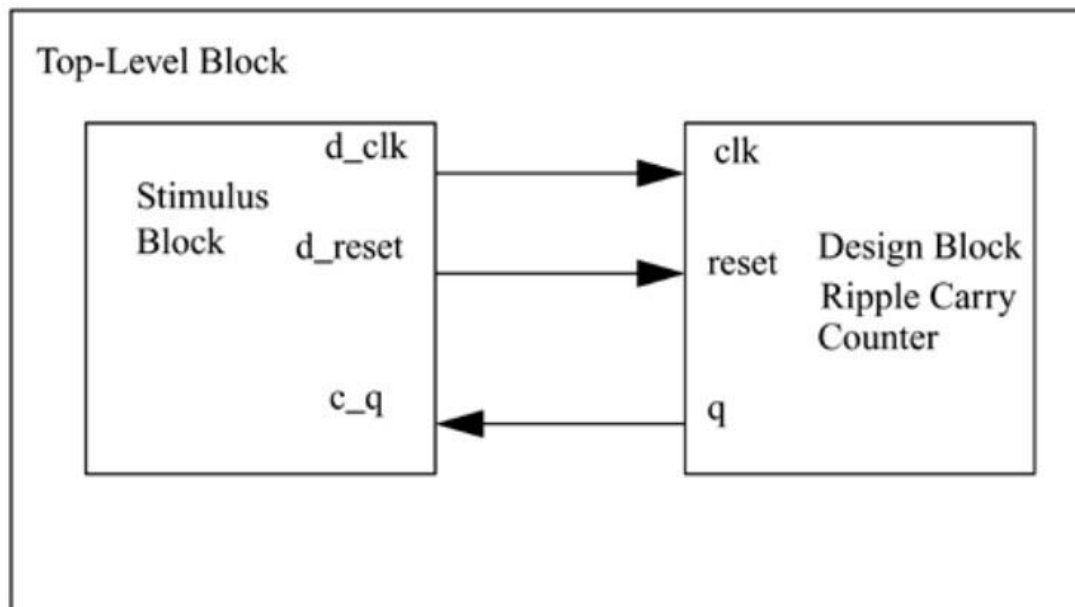 Top-Level Block
d_clk
Stimulus
Block
d_reset
c_q
clk
reset
Design Block
Ripple Carry
Counter
q